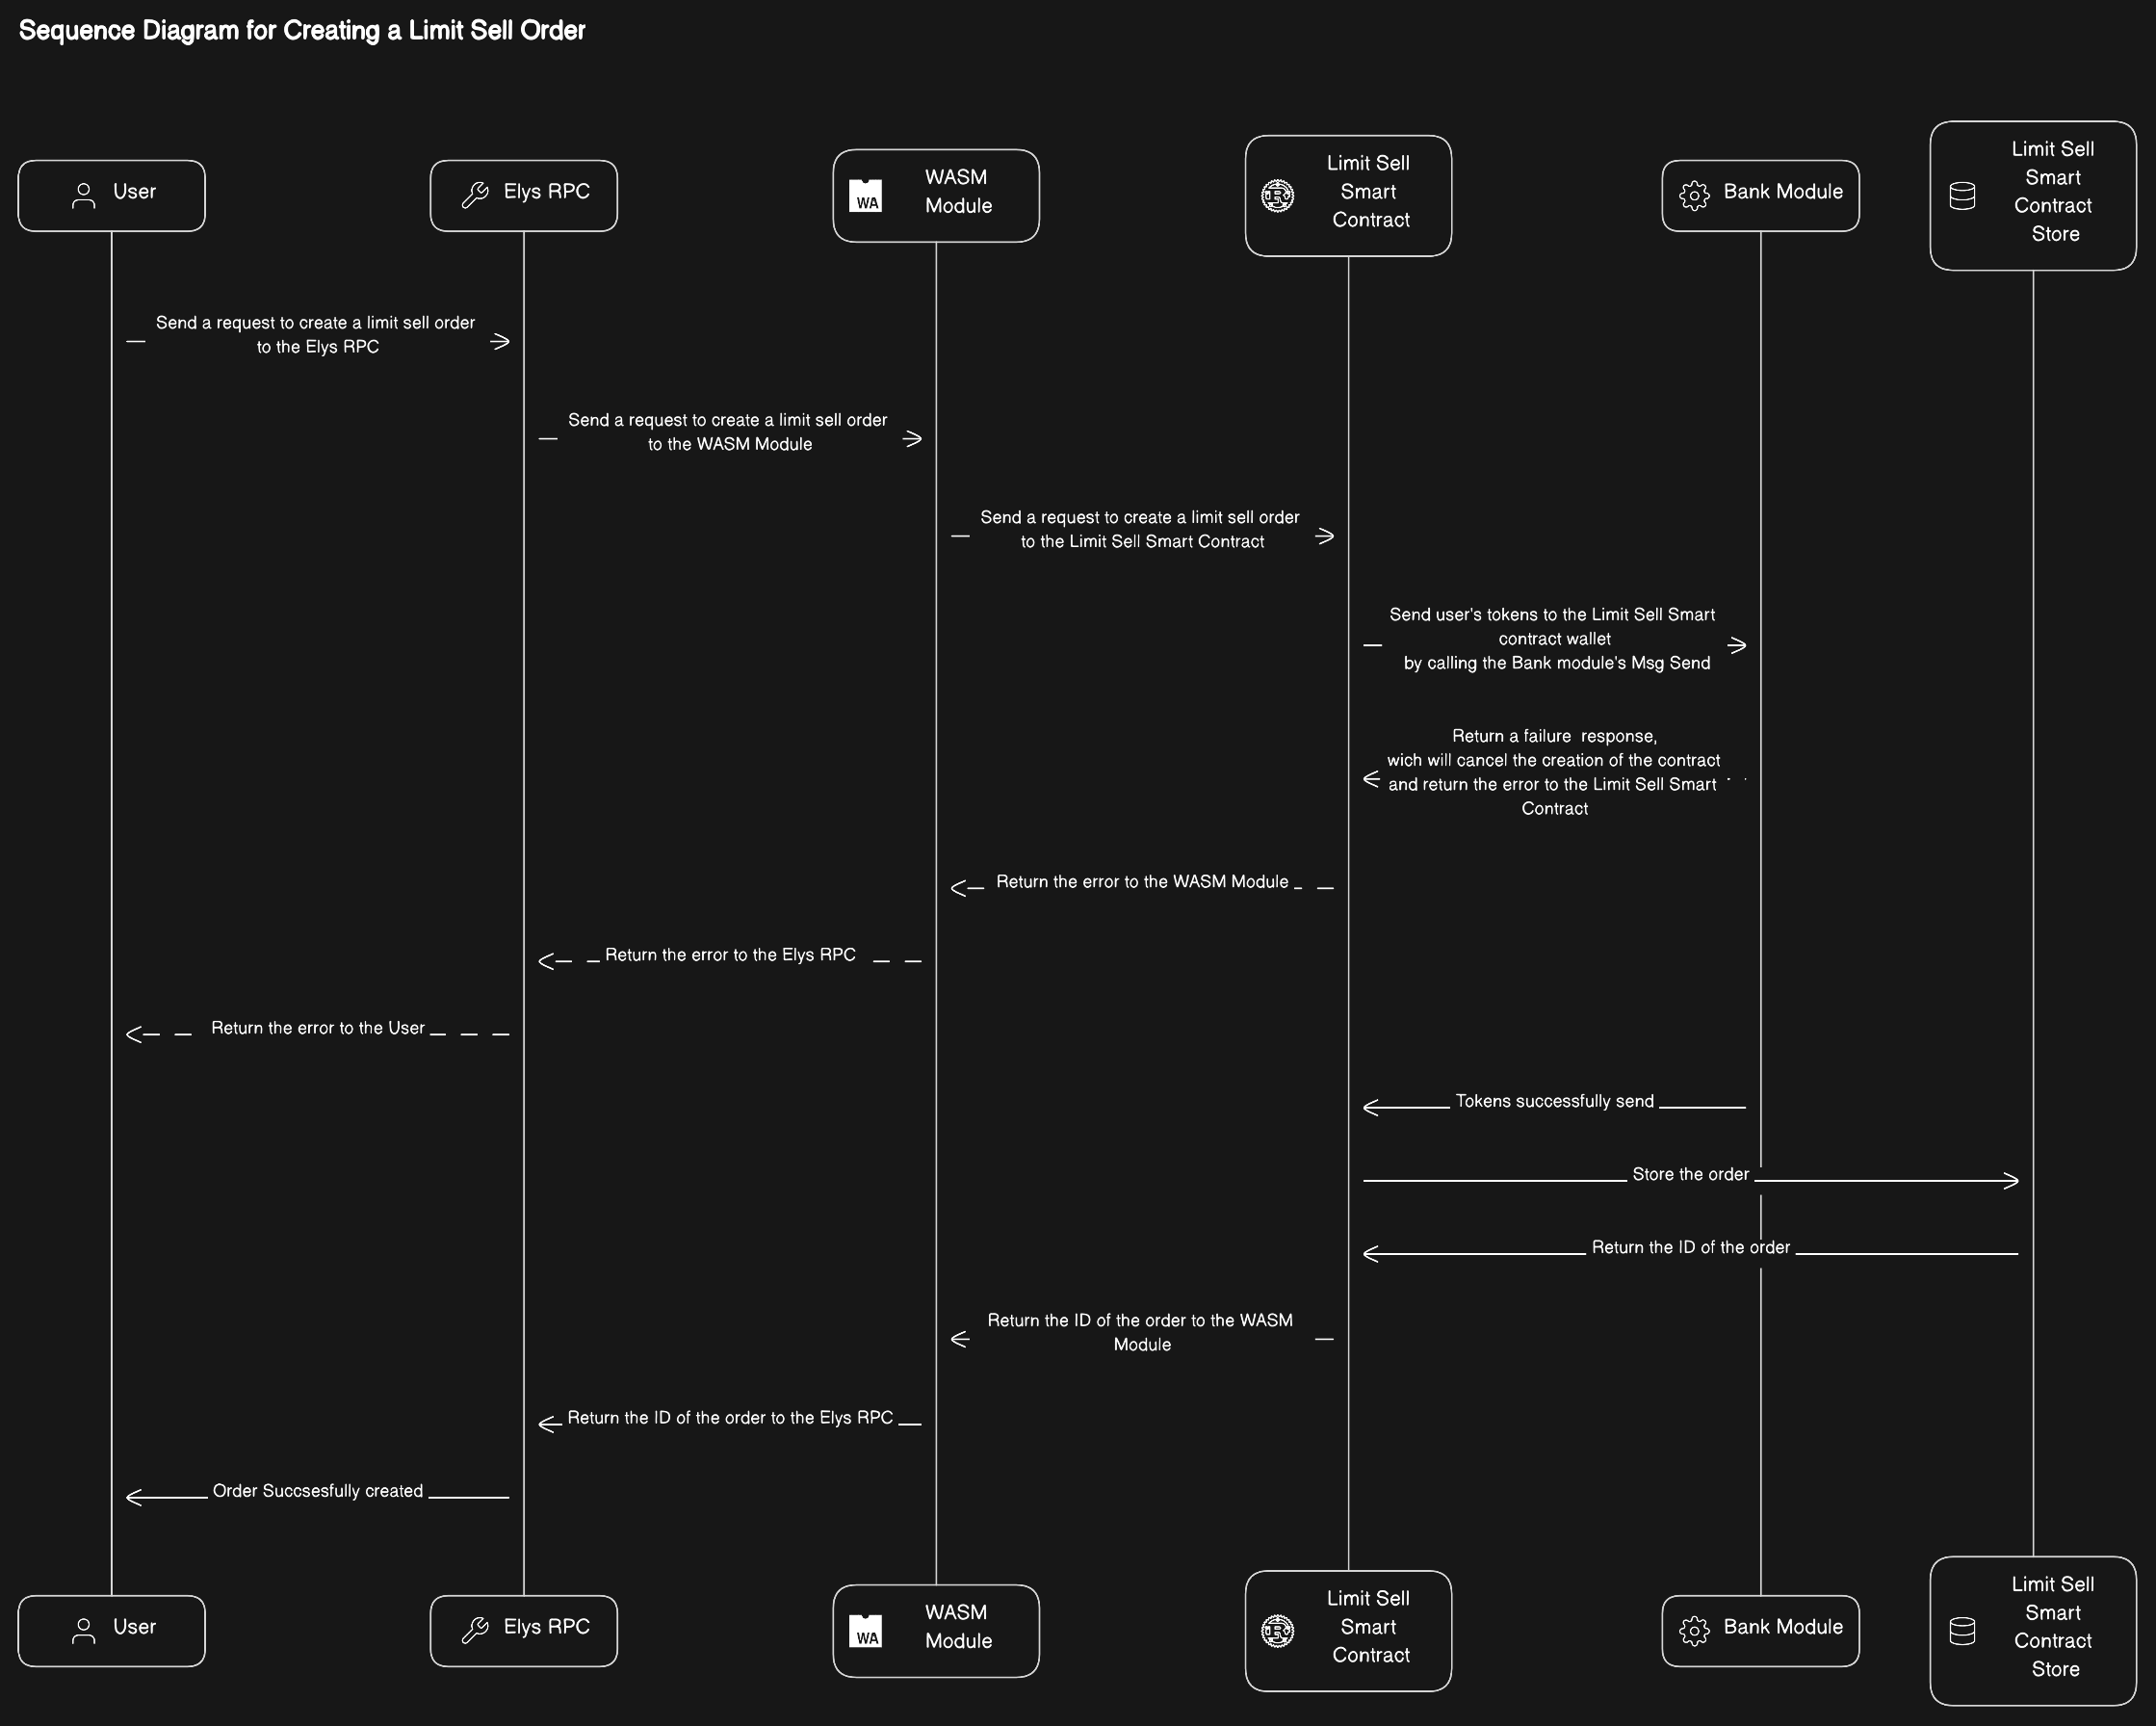 Sequence Diagram for Creating a Limit Sell Order
User
Elys RPC
WASM
Module
Limit Sell
Smart
Contract
Bank Module
Limit Sell
Smart
Contract
Store
WA
Send a request to create a limit sell order
to the Elys RPC
Send a request to create a limit sell order
to the WASM Module
Send a request to create a limit sell order
to the Limit Sell Smart Contract
Send user's tokens to the Limit Sell Smart
contract wallet
by calling the Bank module's Msg Send
Return a failure  response,
wich will cancel the creation of the contract
and return the error to the Limit Sell Smart
Contract
Return the error to the WASM Module
Return the error to the Elys RPC
Return the error to the User
Tokens successfully send
Store the order
Return the ID of the order
Return the ID of the order to the WASM
Module
Return the ID of the order to the Elys RPC
Order Succsesfully created
User
Elys RPC
WASM
Module
Limit Sell
Smart
Contract
Bank Module
Limit Sell
Smart
Contract
Store
WA